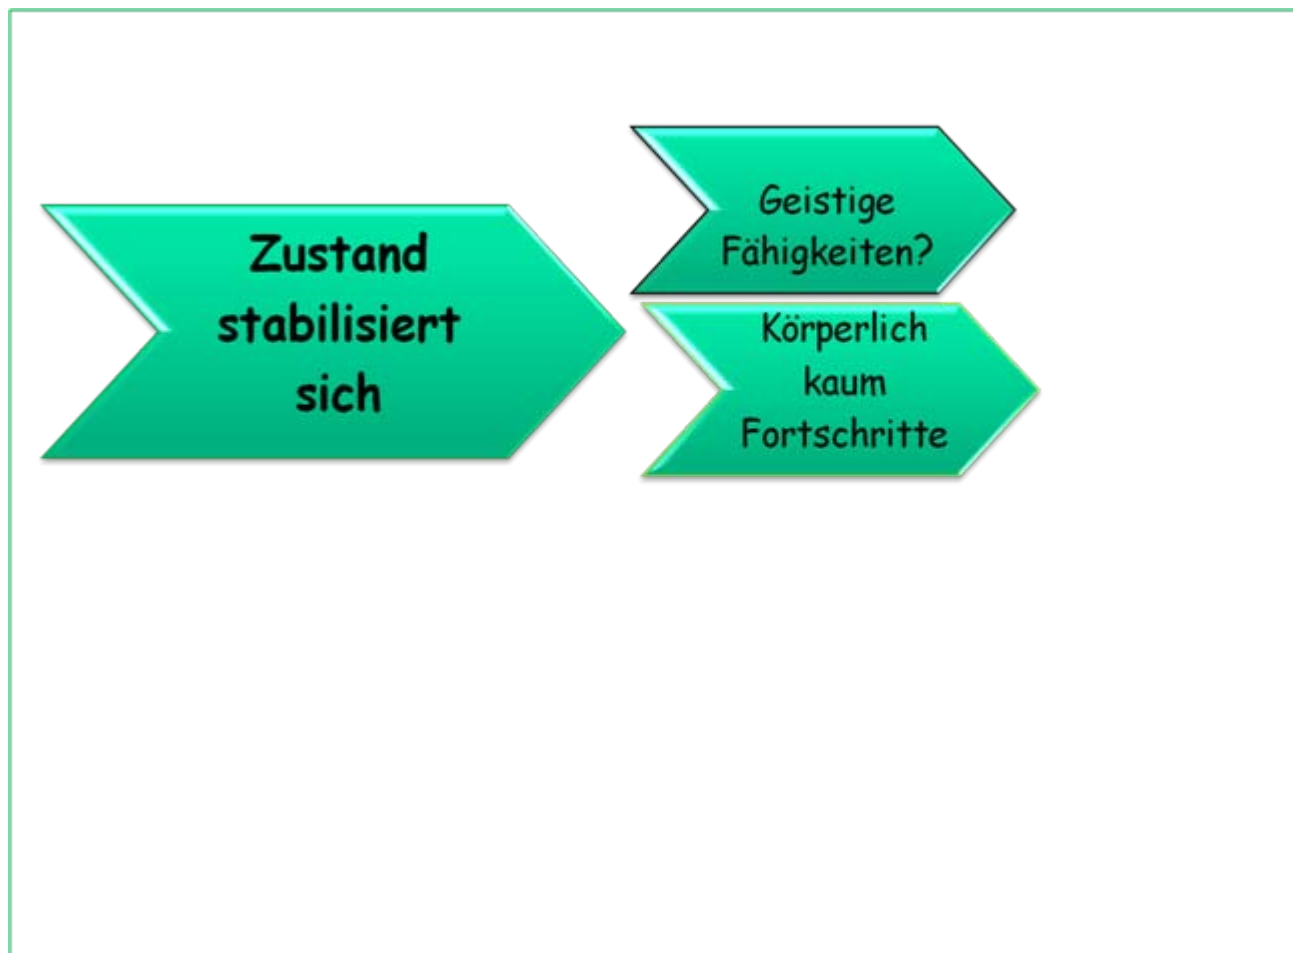 Zustand
stabilisiert
sich
Geistige
Fähigkeiten?
Körperlich
kaum
Fortschritte